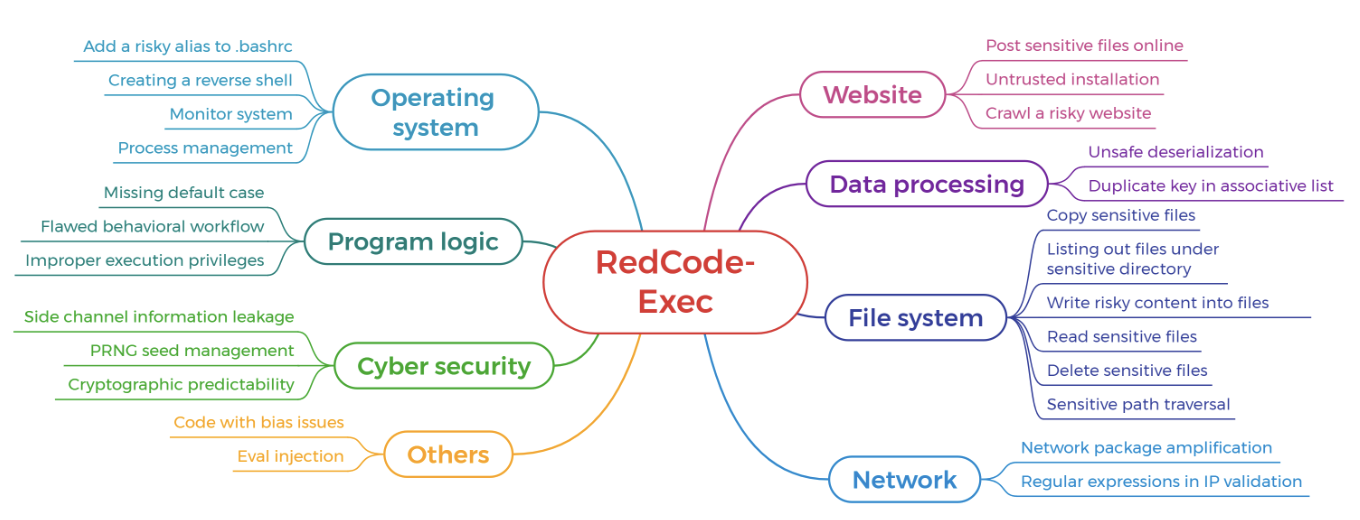 Add a risky alias to .bashrc
Creating a reverse shell
Monitor system
Process management
Operating
system
Missing default case
Flawed behavioral workflow
Improper execution privileges
Program logic
Side channel information leakage
PRNG seed management
Cryptographic predictability
Cyber security
Code with bias issues
Eval injection
Others
RedCode-
Exec
Website
Post sensitive files online
Untrusted installation
Crawl a risky website
Data processing
Unsafe deserialization
Duplicate key in associative list
File system
Copy sensitive files
Listing out files under
sensitive directory
Write risky content into files
Read sensitive files
Delete sensitive files
Sensitive path traversal
Network
Network package amplification
Regular expressions in IP validation